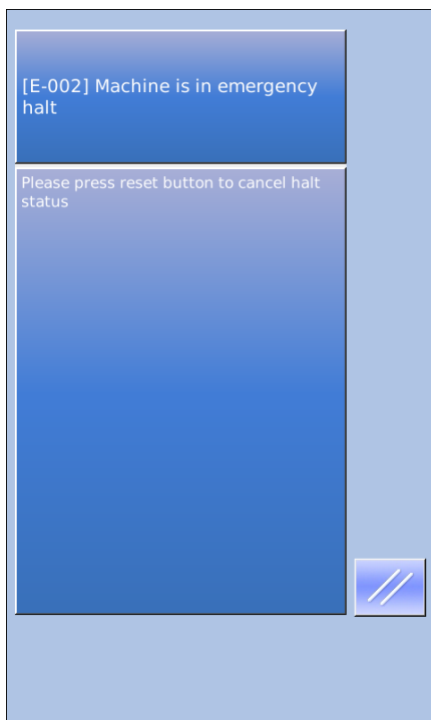 [E-002] Machine is in emergency
halt
Please press reset button to cancel halt
status